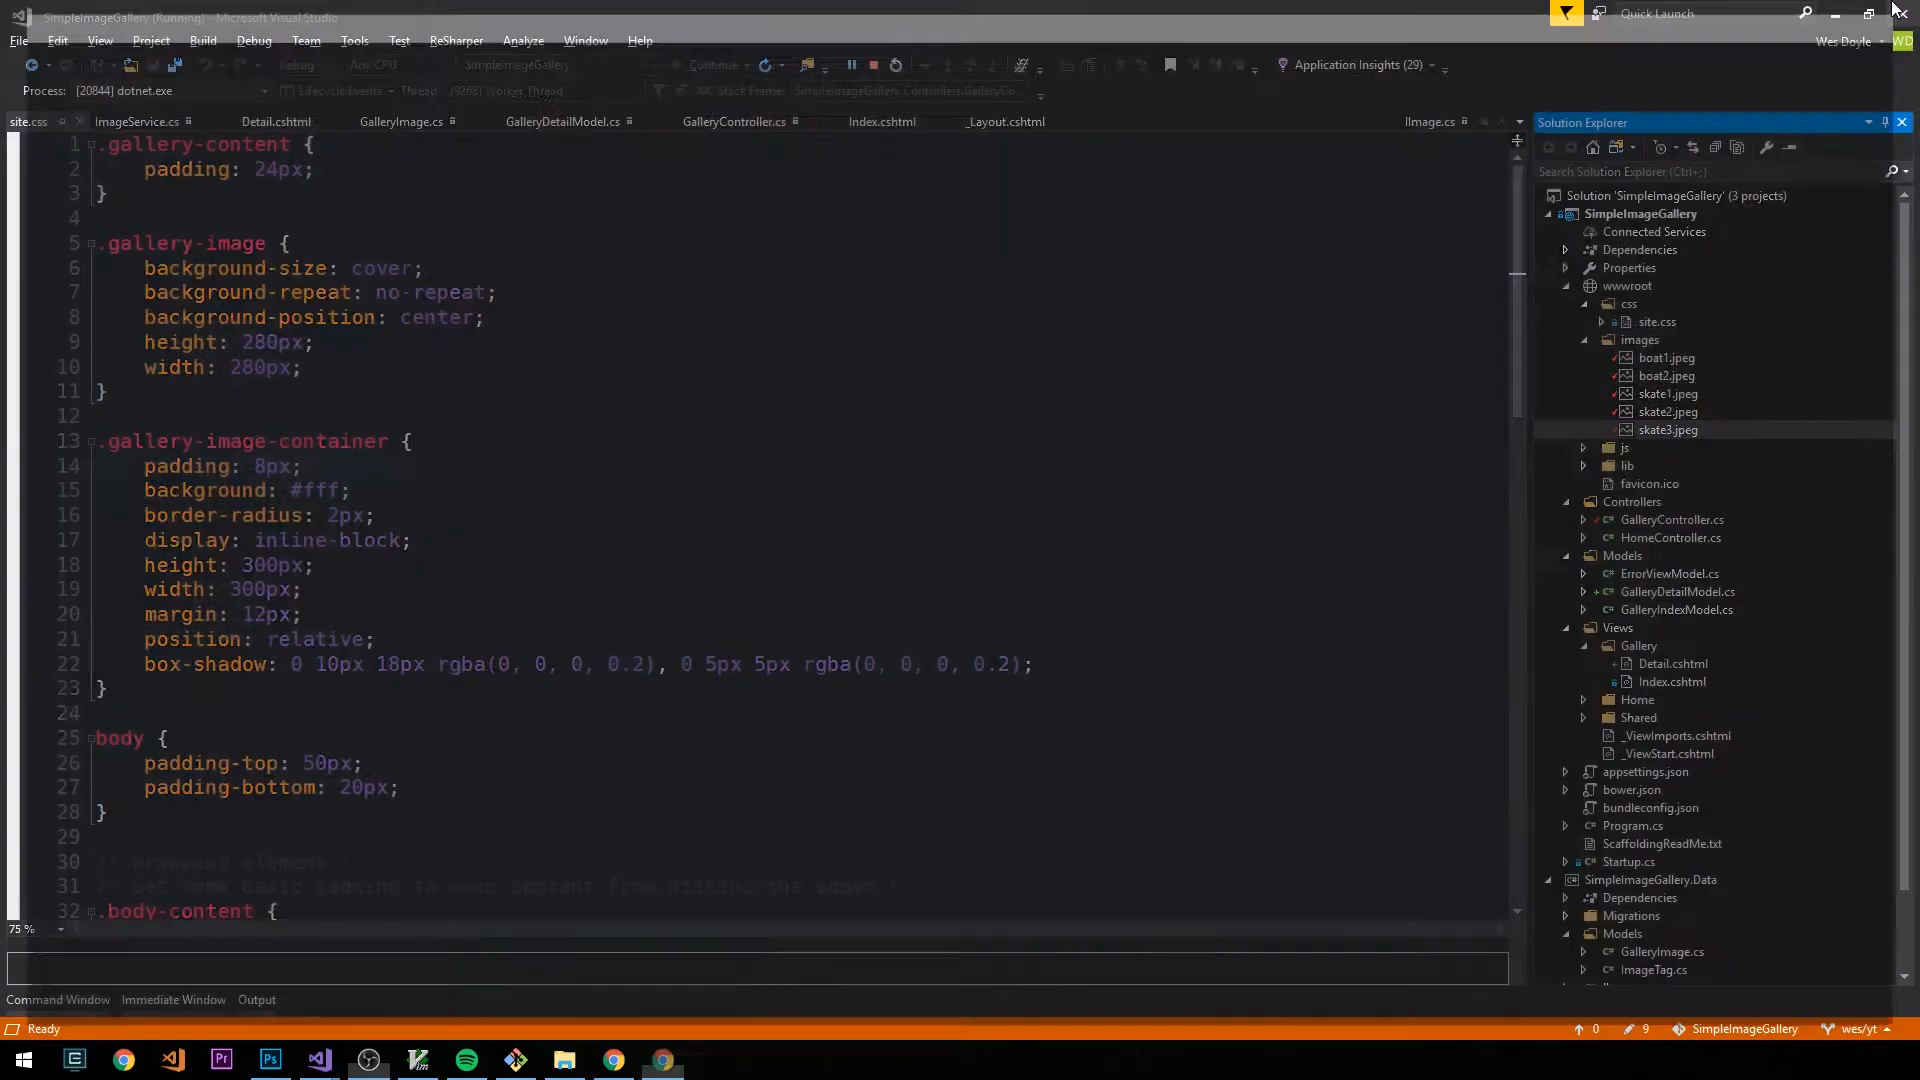 SimpleImageGallery (Running) - Microsoft Visual Studio
Quick Launch
File Edit View Project Build Debug Team Tools Test ReSharper Analyze Window Help
Wes Doyle WD
Debug Any CPU SimpleImageGallery Continue Application Insights (29)
Process: [20844] dotnet.exe Lifecycle Events Thread: [9268] Worker Thread Stack Frame: SimpleImageGallery.Controllers.GalleryCo...
site.css ImageService.cs Detail.cshtml GalleryImage.cs GalleryDetailModel.cs GalleryController.cs Index.cshtml _Layout.cshtml IImage.cs
1 .gallery-content {
2 padding: 24px;
3 }
4
5 .gallery-image {
6 background-size: cover;
7 background-repeat: no-repeat;
8 background-position: center;
9 height: 280px;
10 width: 280px;
11 }
12
13 .gallery-image-container {
14 padding: 8px;
15 background: #fff;
16 border-radius: 2px;
17 display: inline-block;
18 height: 300px;
19 width: 300px;
20 margin: 12px;
21 position: relative;
22 box-shadow: 0 10px 18px rgba(0, 0, 0, 0.2), 0 5px 5px rgba(0, 0, 0, 0.2);
23 }
24
25 body {
26 padding-top: 50px;
27 padding-bottom: 20px;
28 }
29
30 /* Wrapping element */
31 /* Set some basic padding to keep content from hitting the edges */
32 .body-content {
75 %
Command Window Immediate Window Output
Solution Explorer
Search Solution Explorer (Ctrl+;)
Solution 'SimpleImageGallery' (3 projects)
SimpleImageGallery
Connected Services
Dependencies
Properties
wwwroot
css
site.css
images
boat1.jpeg
boat2.jpeg
skate1.jpeg
skate2.jpeg
skate3.jpeg
js
lib
favicon.ico
Controllers
C# GalleryController.cs
C# HomeController.cs
Models
C# ErrorViewModel.cs
C# GalleryDetailModel.cs
C# GalleryIndexModel.cs
Views
Gallery
Detail.cshtml
Index.cshtml
Home
Shared
_ViewImports.cshtml
_ViewStart.cshtml
appsettings.json
bower.json
bundleconfig.json
C# Program.cs
ScaffoldingReadMe.txt
C# Startup.cs
C# SimpleImageGallery.Data
Dependencies
Migrations
Models
C# GalleryImage.cs
C# ImageTag.cs
Ready 0 9 SimpleImageGallery wes/yt
Pr Ps